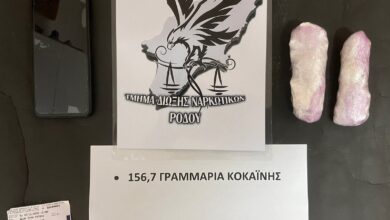 ΤΜΗΜΑ ΔΙΩΞΗΣ ΝΑΡΚΩΤΙΚΩΝ
ΡΟΔΟΥ
• 156,7 ΓΡΑΜΜΑΡΙΑ ΚΟΚΑΪΝΗΣ